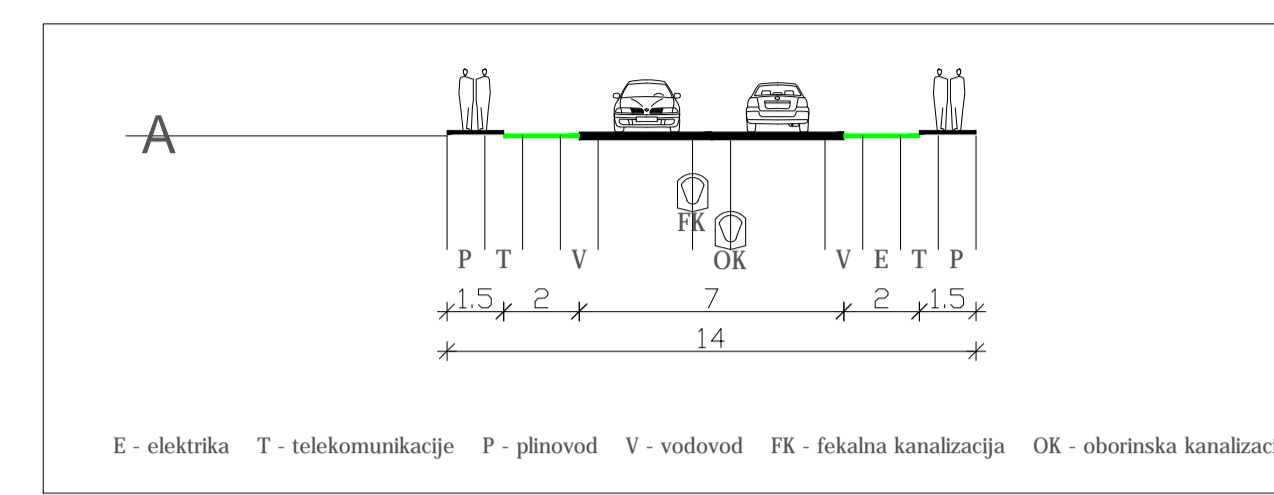 A
FK
OK
P T V V E T P
1.5 2 7 2 1.5
14
E - elektrika T - telekomunikacije P - plinovod V - vodovod FK - fekalna kanalizacija OK - oborinska kanalizaci